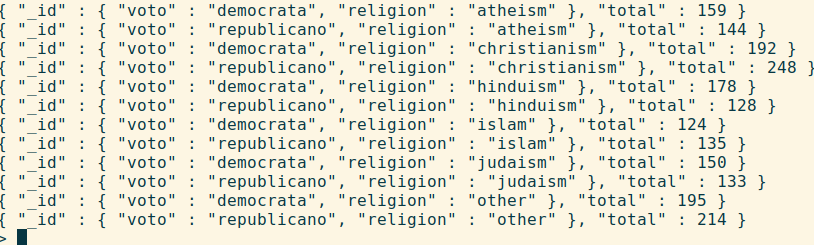 { "_id" : { "voto" : "democrata", "religion" : "atheism" }, "total" : 159 }
{ "_id" : { "voto" : "republicano", "religion" : "atheism" }, "total" : 144 }
{ "_id" : { "voto" : "democrata", "religion" : "christianism" }, "total" : 192 }
{ "_id" : { "voto" : "republicano", "religion" : "christianism" }, "total" : 248 }
{ "_id" : { "voto" : "democrata", "religion" : "hinduism" }, "total" : 178 }
{ "_id" : { "voto" : "republicano", "religion" : "hinduism" }, "total" : 128 }
{ "_id" : { "voto" : "democrata", "religion" : "islam" }, "total" : 124 }
{ "_id" : { "voto" : "republicano", "religion" : "islam" }, "total" : 135 }
{ "_id" : { "voto" : "democrata", "religion" : "judaism" }, "total" : 150 }
{ "_id" : { "voto" : "republicano", "religion" : "judaism" }, "total" : 133 }
{ "_id" : { "voto" : "democrata", "religion" : "other" }, "total" : 195 }
{ "_id" : { "voto" : "republicano", "religion" : "other" }, "total" : 214 }
>